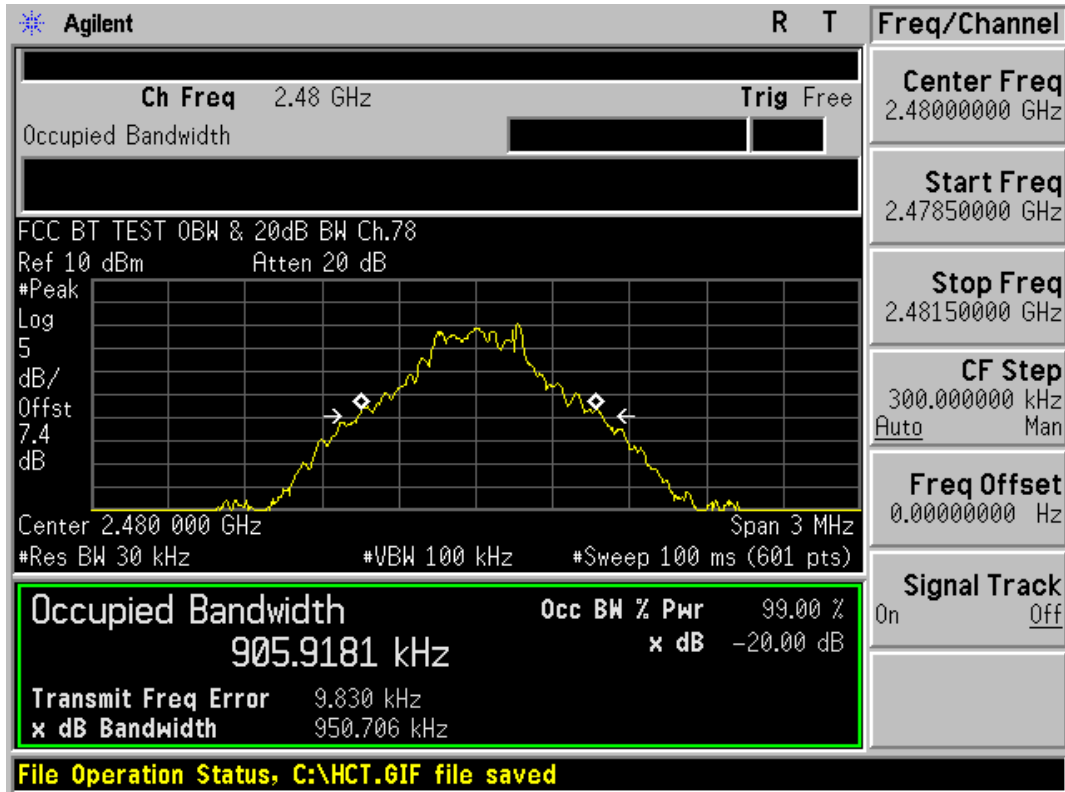 Agilent R T
Ch Freq 2.48 GHz Trig Free
Occupied Bandwidth
FCC BT TEST OBW & 20dB BW Ch.78
Ref 10 dBm Atten 20 dB
#Peak
Log
5
dB/
Offst
7.4
dB
Center 2.480 000 GHz Span 3 MHz
#Res BW 30 kHz #VBW 100 kHz #Sweep 100 ms (601 pts)
Occupied Bandwidth
905.9181 kHz
Occ BW % Pwr 99.00 %
x dB -20.00 dB
Transmit Freq Error 9.830 kHz
x dB Bandwidth 950.706 kHz
File Operation Status, C:\HCT.GIF file saved
Freq/Channel
Center Freq
2.48000000 GHz
Start Freq
2.47850000 GHz
Stop Freq
2.48150000 GHz
CF Step
300.000000 kHz
Auto Man
Freq Offset
0.00000000 Hz
Signal Track
On Off